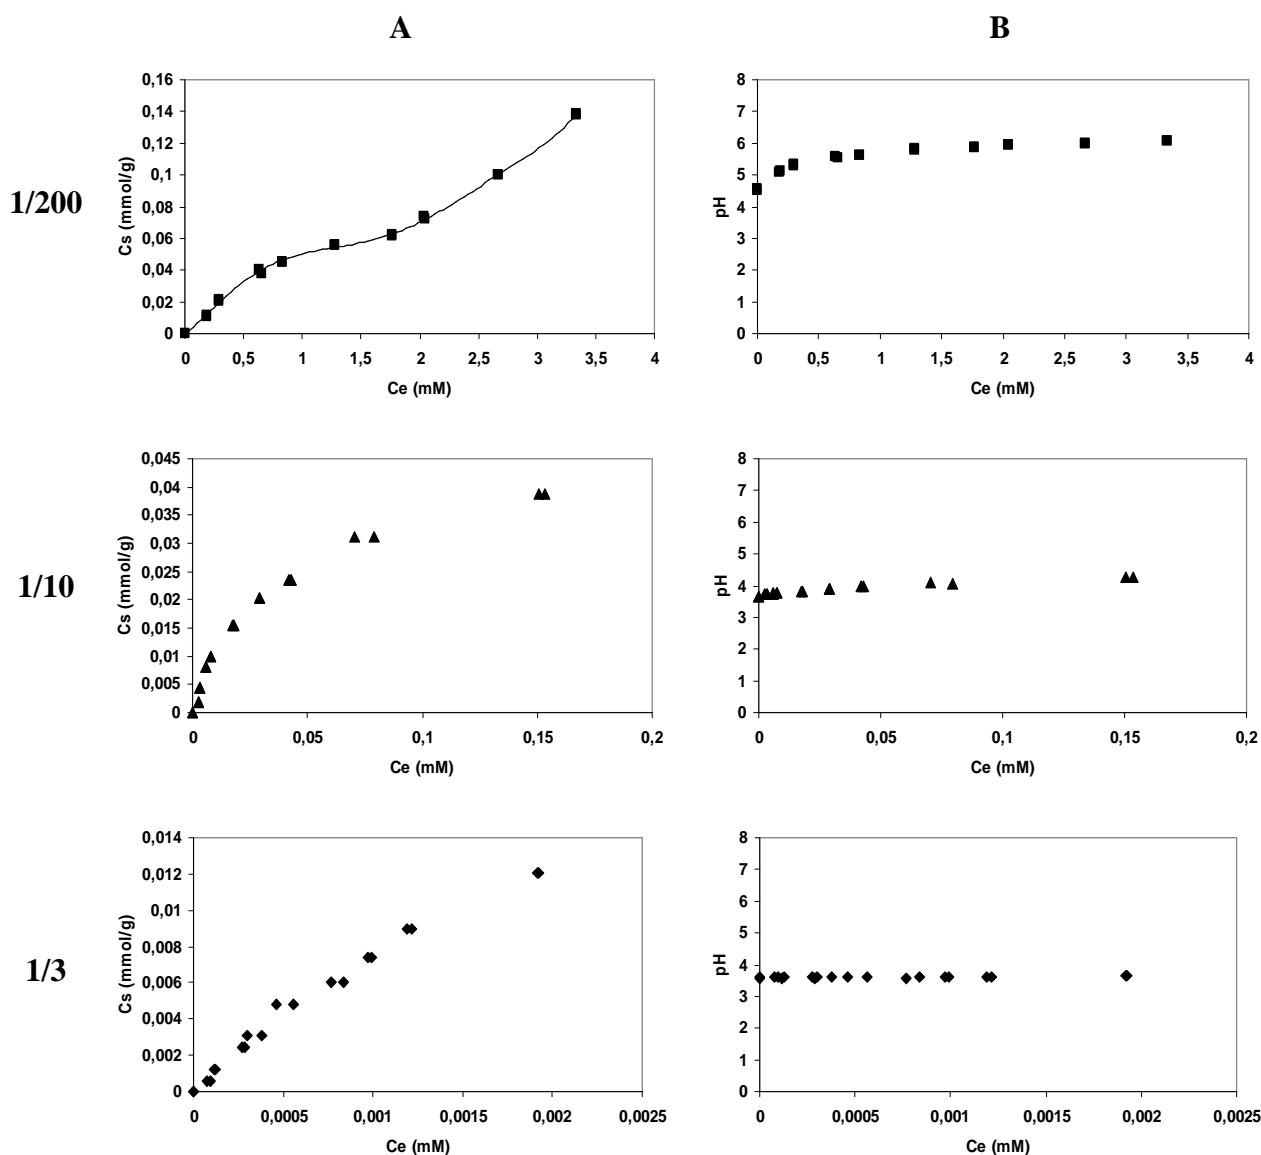 A
B
1/200
Cs (mmol/g)
0,16
0,14
0,12
0,1
0,08
0,06
0,04
0,02
0
0 0,5 1 1,5 2 2,5 3 3,5 4
Ce (mM)
pH
8
7
6
5
4
3
2
1
0
0 0,5 1 1,5 2 2,5 3 3,5 4
Ce (mM)
1/10
Cs (mmol/g)
0,045
0,04
0,035
0,03
0,025
0,02
0,015
0,01
0,005
0
0 0,05 0,1 0,15 0,2
Ce (mM)
pH
8
7
6
5
4
3
2
1
0
0 0,05 0,1 0,15 0,2
Ce (mM)
1/3
Cs (mmol/g)
0,014
0,012
0,01
0,008
0,006
0,004
0,002
0
0 0,0005 0,001 0,0015 0,002 0,0025
Ce (mM)
pH
8
7
6
5
4
3
2
1
0
0 0,0005 0,001 0,0015 0,002 0,0025
Ce (mM)